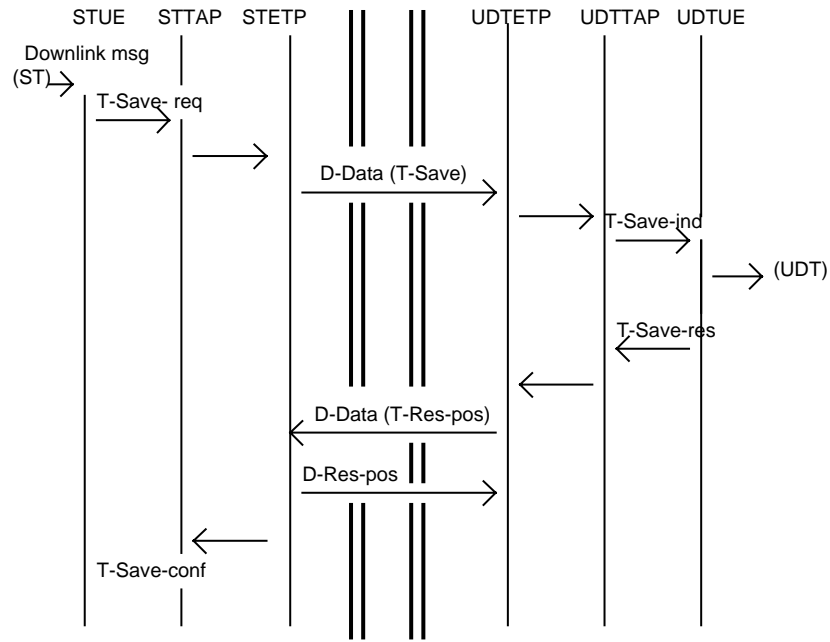 STUE STTAP STETP UDTETP UDTTAP UDTUE
Downlink msg
(ST)
T-Save- req
D-Data (T-Save)
T-Save-ind
(UDT)
T-Save-res
D-Data (T-Res-pos)
D-Res-pos
T-Save-conf